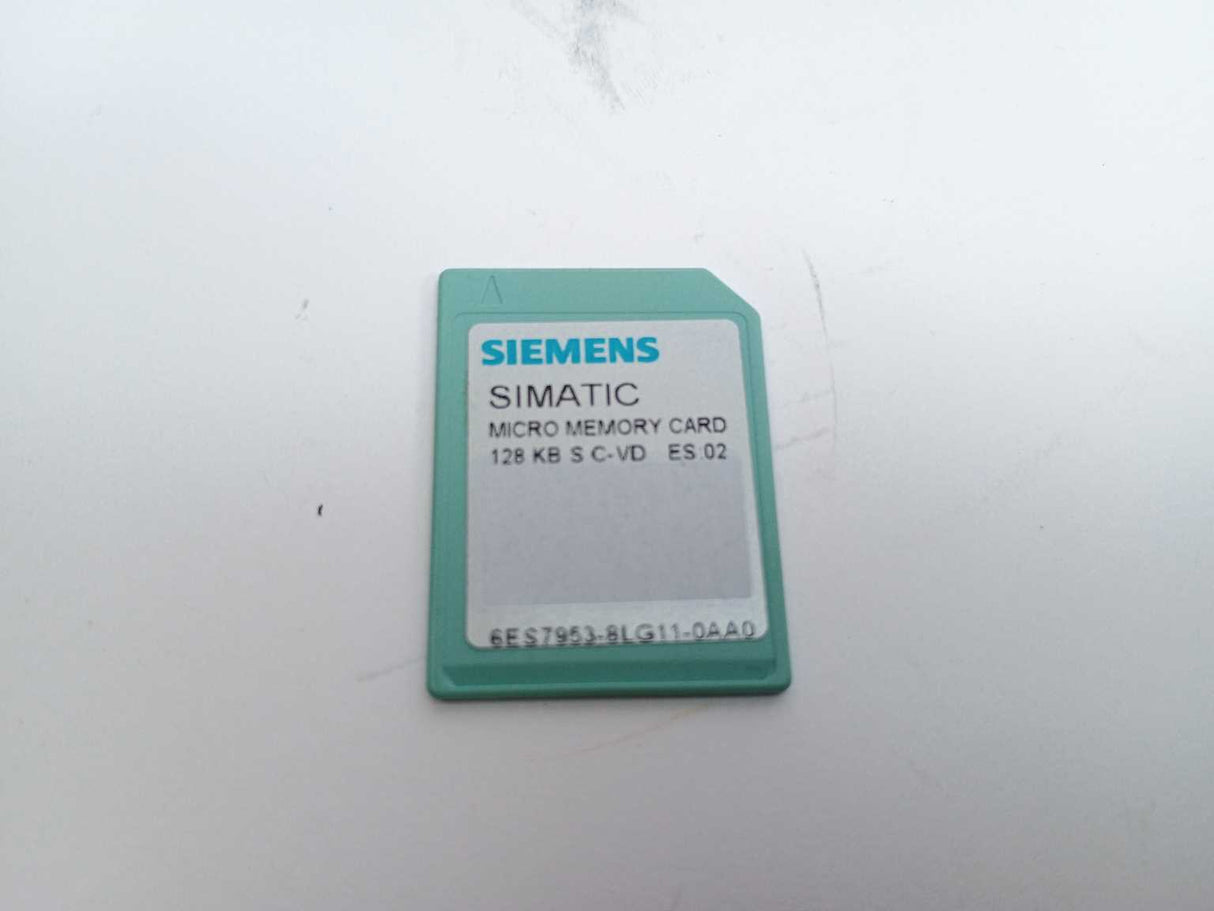 SIEMENS
SIMATIC
MICRO MEMORY CARD
128 KB S C-VD ES:02
6ES7953-8LG11-0AA0